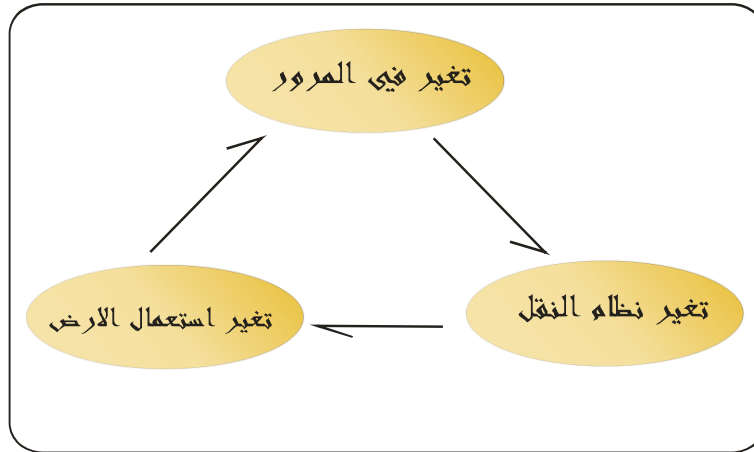 تغير في المرور
تغير نظام النقل
تغير استعمال الارض